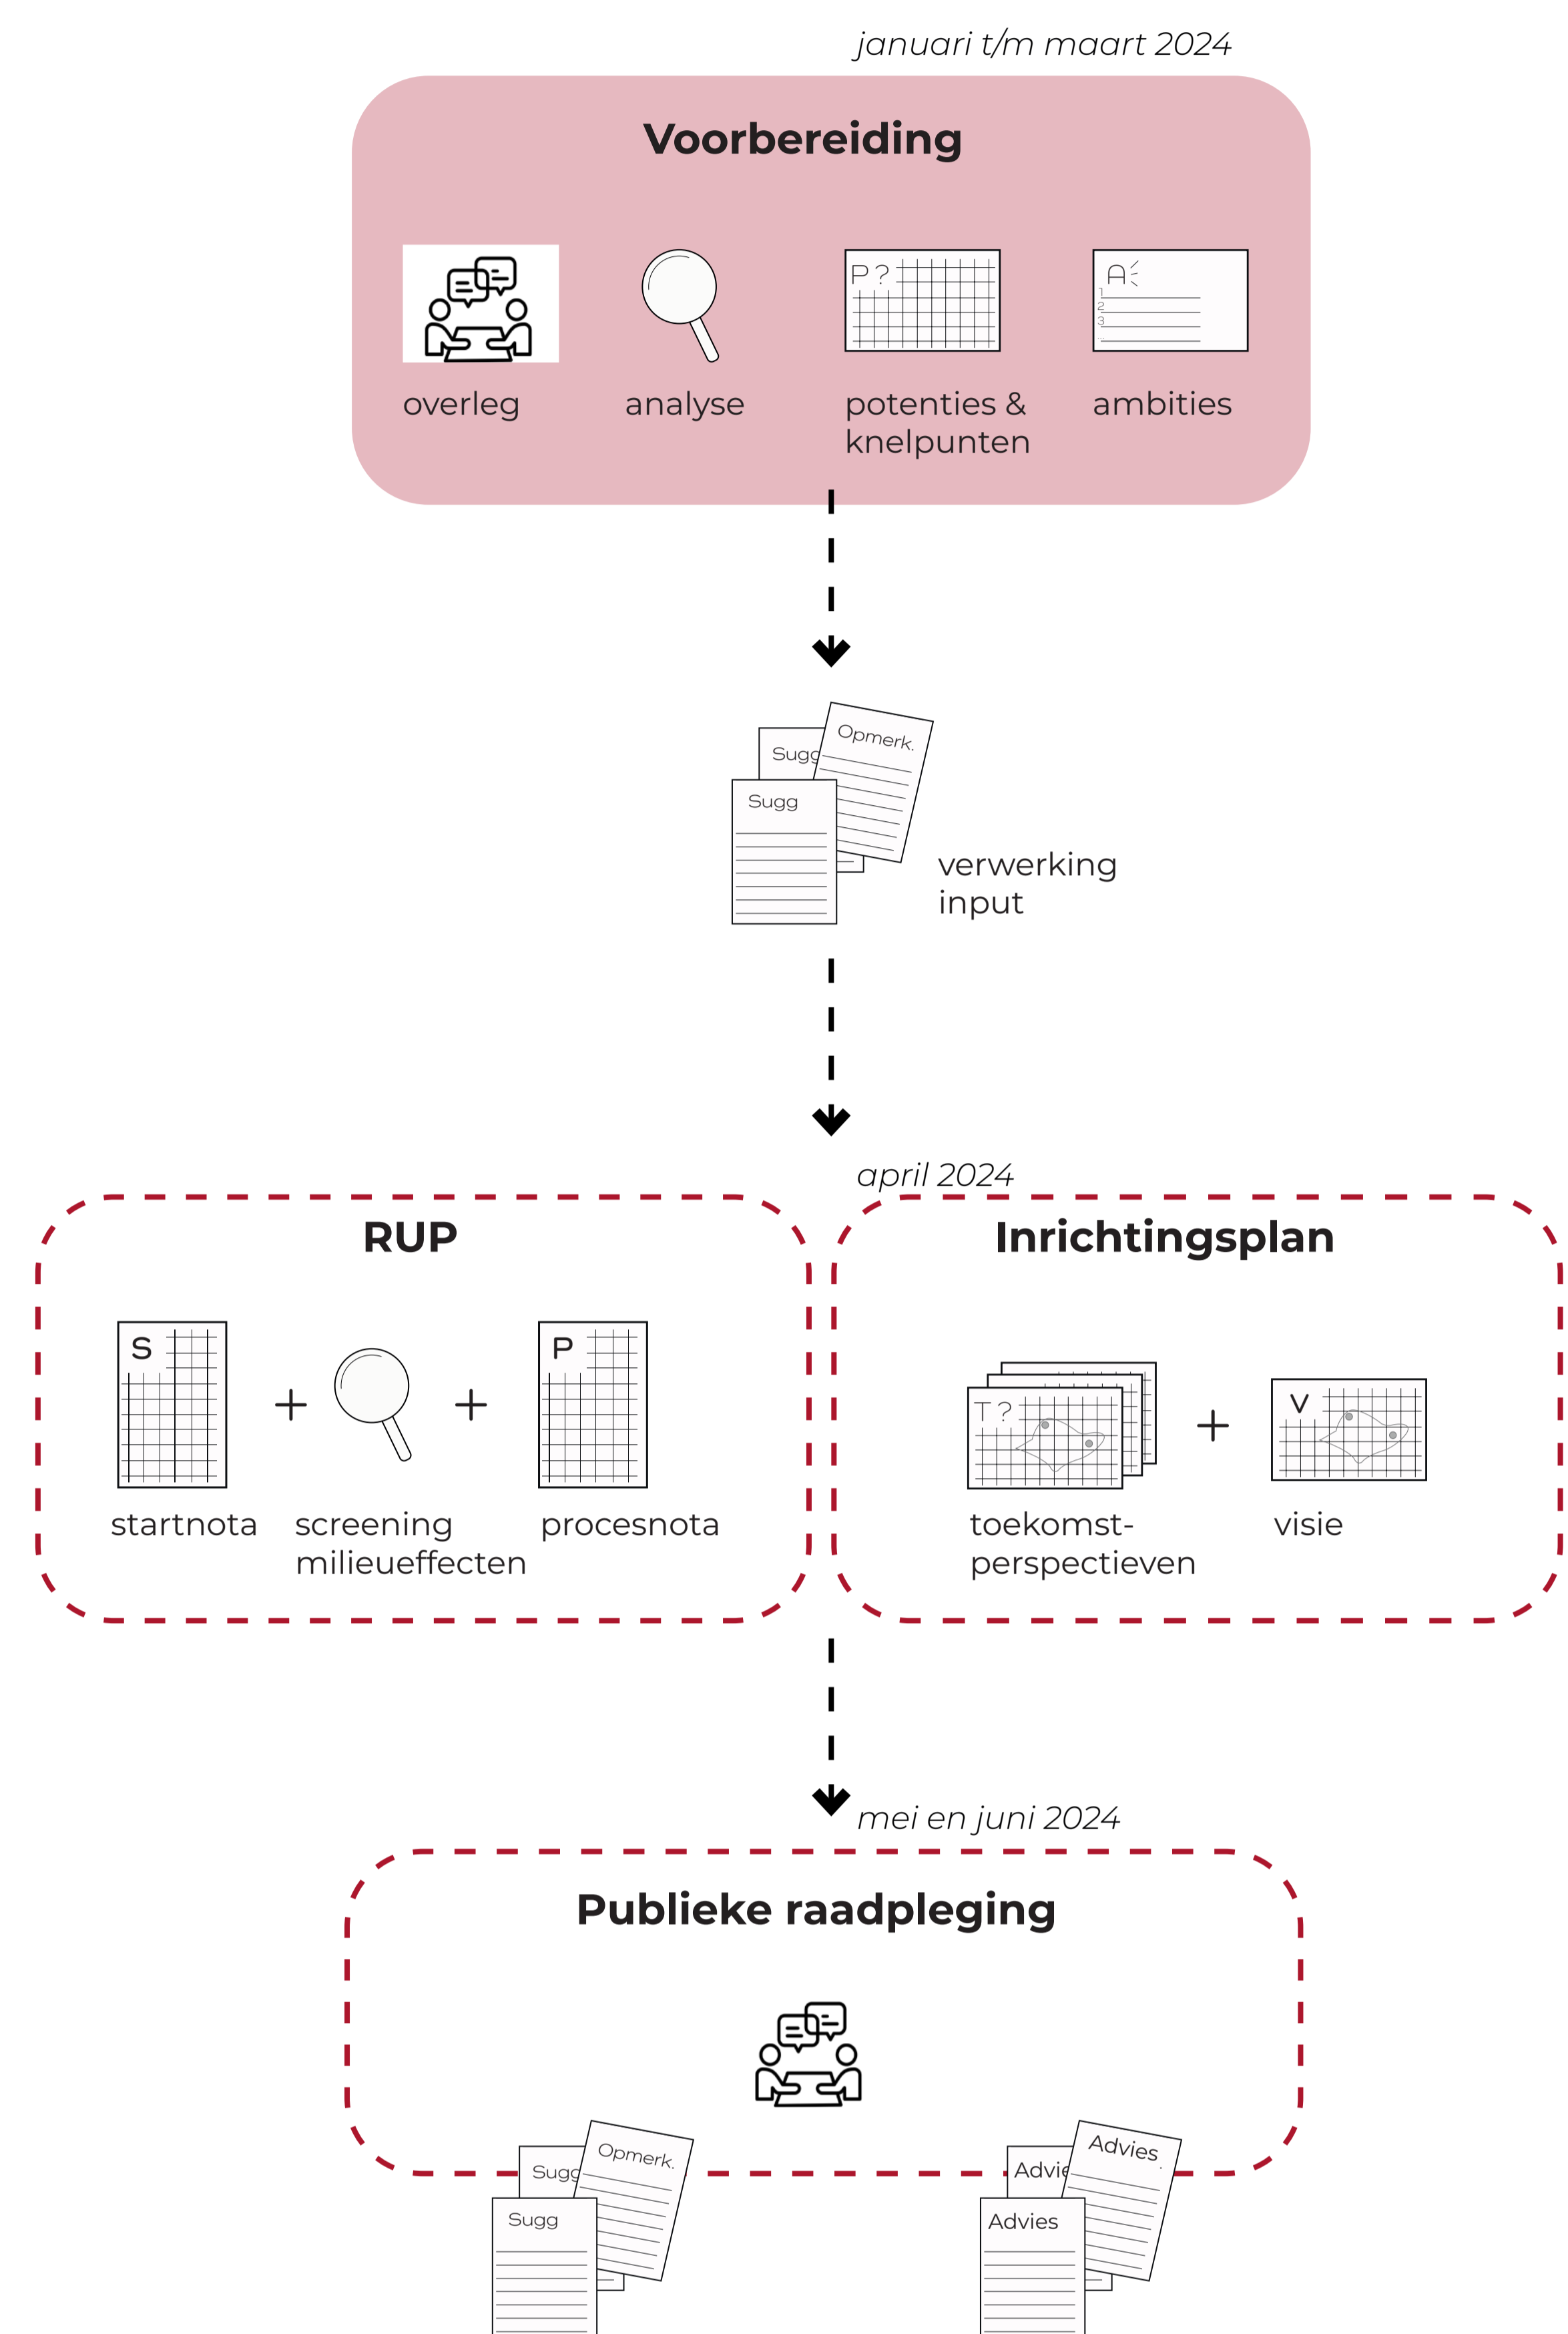 januari t/m maart 2024
Voorbereiding
P?
A
1
2
3
overleg
analyse
potenties &
knelpunten
ambities
Opmerk.
Sugg
Sugg
verwerking
input
april 2024
RUP
S
+
+
P
startnota
screening
milieueffecten
procesnota
Inrichtingsplan
T?
+
V
toekomst-
perspectieven
visie
mei en juni 2024
Publieke raadpleging
Opmerk.
Sugg
Sugg
Advies
Advie
Advies